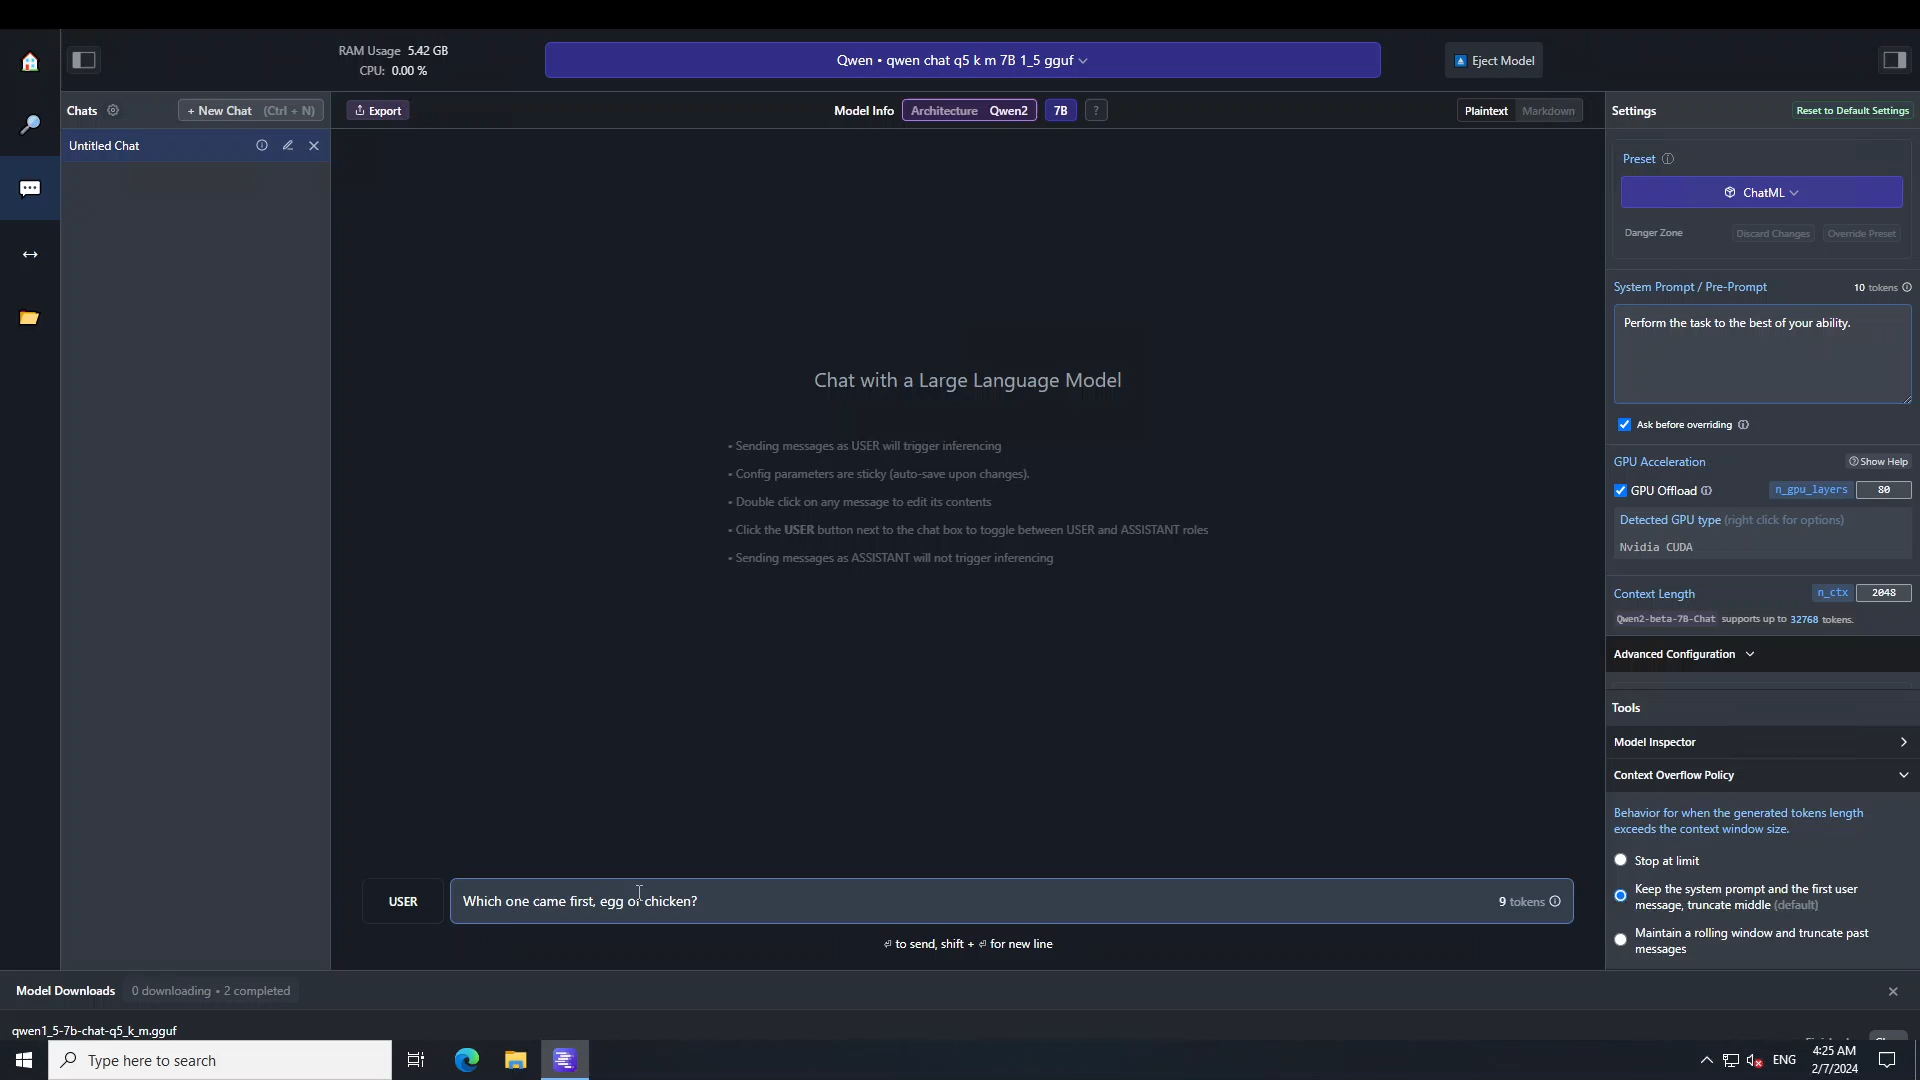 RAM Usage 5.42 GB
CPU: 0.00 %
Qwen • qwen chat q5 k m 7B 1_5 gguf
Eject Model
Chats
+ New Chat (Ctrl + N)
Export
Model Info Architecture Qwen2 7B ?
Plaintext Markdown
Settings
Reset to Default Settings
Untitled Chat
Preset
ChatML
Danger Zone Discard Changes Override Preset
System Prompt / Pre-Prompt 10 tokens
Perform the task to the best of your ability.
Ask before overriding
Chat with a Large Language Model
• Sending messages as USER will trigger inferencing
• Config parameters are sticky (auto-save upon changes).
• Double click on any message to edit its contents
• Click the USER button next to the chat box to toggle between USER and ASSISTANT roles
• Sending messages as ASSISTANT will not trigger inferencing
GPU Acceleration Show Help
GPU Offload n_gpu_layers 80
Detected GPU type (right click for options)
Nvidia CUDA
Context Length n_ctx 2048
Qwen2-beta-7B-Chat supports up to 32768 tokens.
Advanced Configuration
Tools
Model Inspector
Context Overflow Policy
Behavior for when the generated tokens length
exceeds the context window size.
Stop at limit
Keep the system prompt and the first user
message, truncate middle (default)
Maintain a rolling window and truncate past
messages
USER
Which one came first, egg or chicken?
9 tokens
⏎ to send, shift + ⏎ for new line
Model Downloads 0 downloading • 2 completed
qwen1_5-7b-chat-q5_k_m.gguf
Type here to search
ENG
4:25 AM
2/7/2024